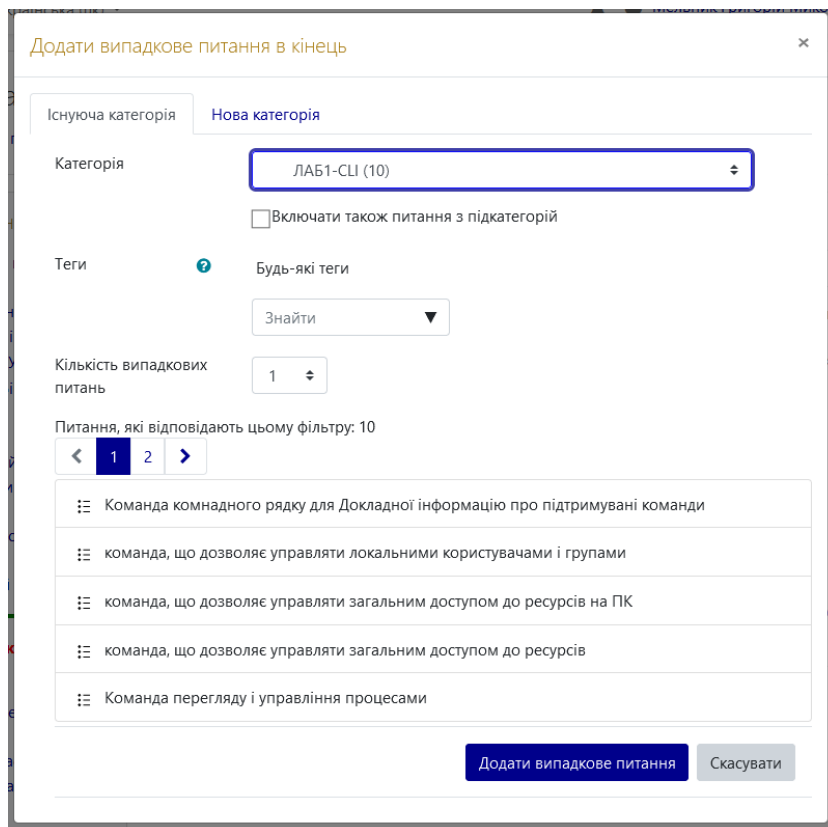 Додати випадкове питання в кінець
×
Існуюча категорія
Нова категорія
Категорія
ЛАБ1-CLI (10)
Включати також питання з підкатегорій
Теги
Будь-які теги
Знайти
Кількість випадкових
питань
1
Питання, які відповідають цьому фільтру: 10
1 2
Команда комнадного рядку для Докладної інформацію про підтримувані команди
команда, що дозволяє управляти локальними користувачами і групами
команда, що дозволяє управляти загальним доступом до ресурсів на ПК
команда, що дозволяє управляти загальним доступом до ресурсів
Команда перегляду і управління процесами
Додати випадкове питання
Скасувати